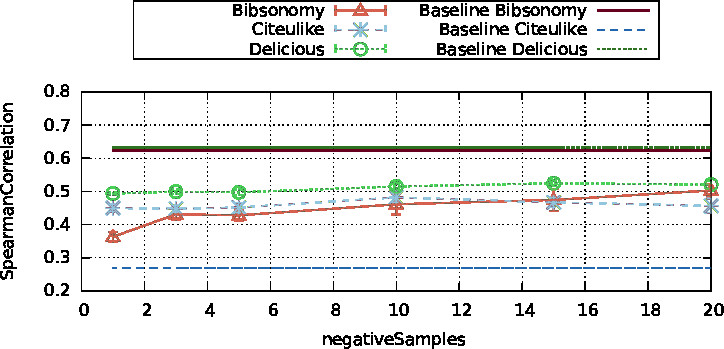 Bibsonomy Baseline Bibsonomy
Citeulike Baseline Citeulike
Delicious Baseline Delicious
0.8
0.7
0.6
0.5
0.4
0.3
0.2
SpearmanCorrelation
0 2 4 6 8 10 12 14 16 18 20
negativeSamples